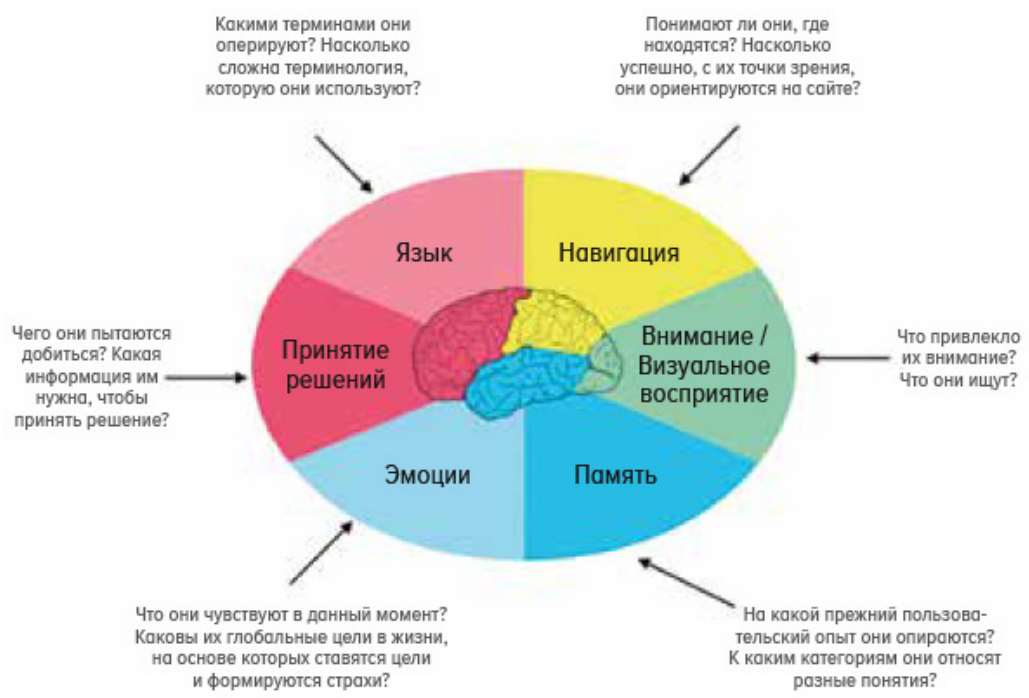 Какими терминами они
оперируют? Насколько
сложна терминология,
которую они используют?
Понимают ли они, где
находятся? Насколько
успешно, с их точки зрения,
они ориентируются на сайте?
Язык
Навигация
Чего они пытаются
добиться? Какая
информация им
нужна, чтобы
принять решение?
Принятие
решений
Внимание /
Визуальное
восприятие
Что привлекло
их внимание?
Что они ищут?
Эмоции
Память
Что они чувствуют в данный момент?
Каковы их глобальные цели в жизни,
на основе которых ставятся цели
и формируются страхи?
На какой прежний пользова-
тельский опыт они опираются?
К каким категориям они относят
разные понятия?